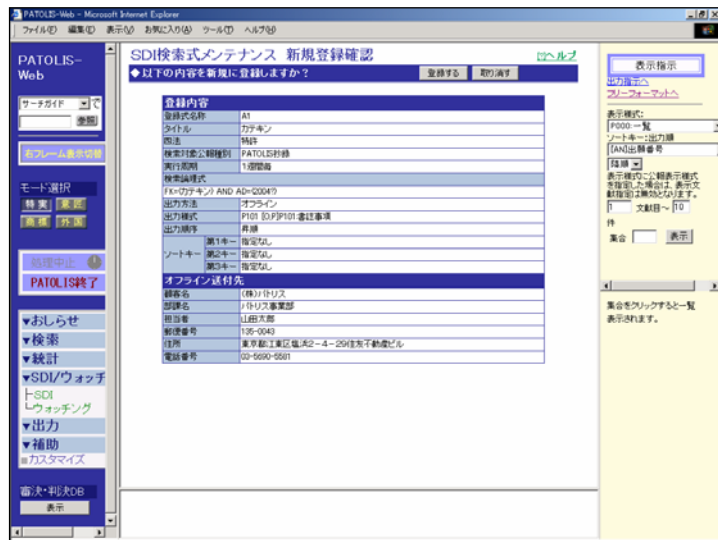 PATOLIS-Web - Microsoft Internet Explorer
ファイル(F) 編集(E) 表示(V) お気に入り(A) ツール(T) ヘルプ(H)
PATOLIS-
Web
サーチガイド で
参照
右フレーム表示切替
モード選択
特実 意匠
商標 外国
処理中止
PATOLIS終了
▼おしらせ
▼検索
▼統計
▼SDI/ウォッチ
SDI
ウォッチング
▼出力
▼補助
カスタマイズ
審決・判決DB
表示
SDI検索式メンテナンス 新規登録確認
ヘルプ
◆以下の内容を新規に登録しますか？ 登録する 取り消す
登録内容
登録式名称 A1
タイトル カテキン
四法 特許
検索対象公報種別 PATOLIS抄録
実行周期 1週間毎
検索論理式
FK=(カテキン) AND AD=(2004?)
出力方法 オフライン
出力様式 P101 [O,P]P101:書誌事項
出力順序 昇順
ソートキー 第1キー 指定なし
第2キー 指定なし
第3キー 指定なし
オフライン送付先
顧客名 (株)パトリス
部課名 パトリス事業部
担当者 山田太郎
郵便番号 135-0043
住所 東京都江東区塩浜2-4-29住友不動産ビル
電話番号 03-5690-5581
表示指示
出力指示へ
フリーフォーマットへ
表示様式:
P000:一覧
ソートキー:出力順
[AN]出願番号
降順
表示様式に公報表示様式
を指定した場合は、表示文
献指定は無効となります。
1 文献目～ 10
件
集合 表示
集合をクリックすると一覧
表示されます。